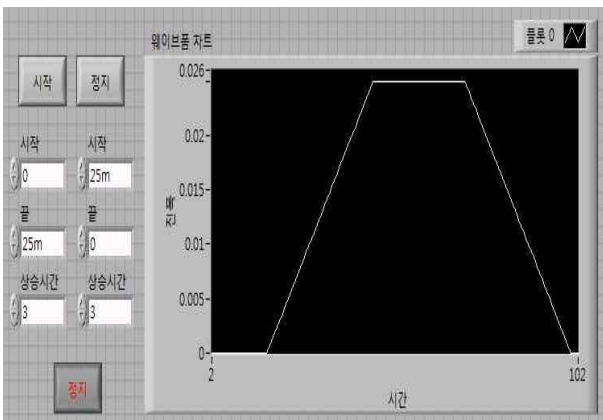 웨이브폼 차트
플롯 0
시작
정지
시작
시작
0
25m
끝
끝
25m
0
상승시간
상승시간
3
3
정지
진폭
0.026
0.02
0.015
0.01
0.005
0
2
102
시간